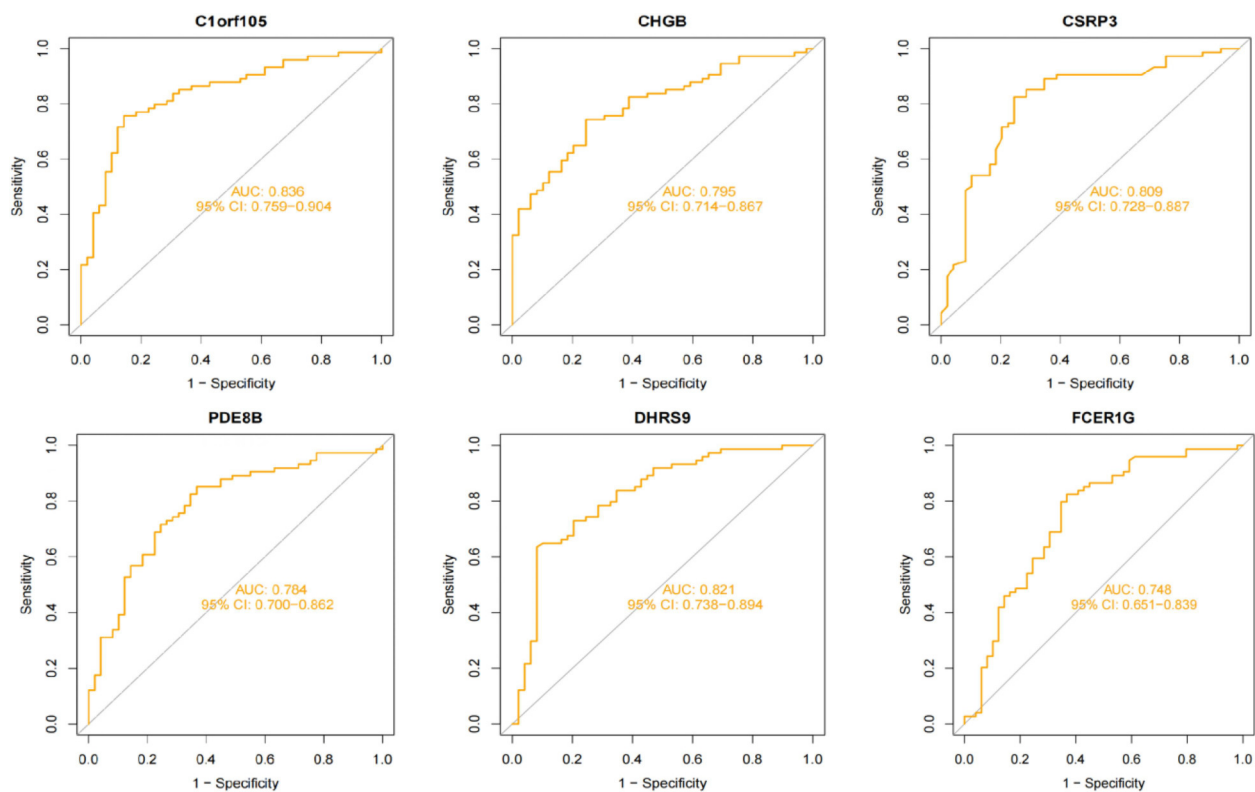 C1orf105
CHGB
CSRP3
Sensitivity
1.0
0.8
0.6
0.4
0.2
0.0
AUC: 0.836
95% CI: 0.759–0.904
0.0 0.2 0.4 0.6 0.8 1.0
1 − Specificity
Sensitivity
1.0
0.8
0.6
0.4
0.2
0.0
AUC: 0.795
95% CI: 0.714–0.867
0.0 0.2 0.4 0.6 0.8 1.0
1 − Specificity
Sensitivity
1.0
0.8
0.6
0.4
0.2
0.0
AUC: 0.809
95% CI: 0.728–0.887
0.0 0.2 0.4 0.6 0.8 1.0
1 − Specificity
PDE8B
DHRS9
FCER1G
Sensitivity
1.0
0.8
0.6
0.4
0.2
0.0
AUC: 0.784
95% CI: 0.700–0.862
0.0 0.2 0.4 0.6 0.8 1.0
1 − Specificity
Sensitivity
1.0
0.8
0.6
0.4
0.2
0.0
AUC: 0.821
95% CI: 0.738–0.894
0.0 0.2 0.4 0.6 0.8 1.0
1 − Specificity
Sensitivity
1.0
0.8
0.6
0.4
0.2
0.0
AUC: 0.748
95% CI: 0.651–0.839
0.0 0.2 0.4 0.6 0.8 1.0
1 − Specificity